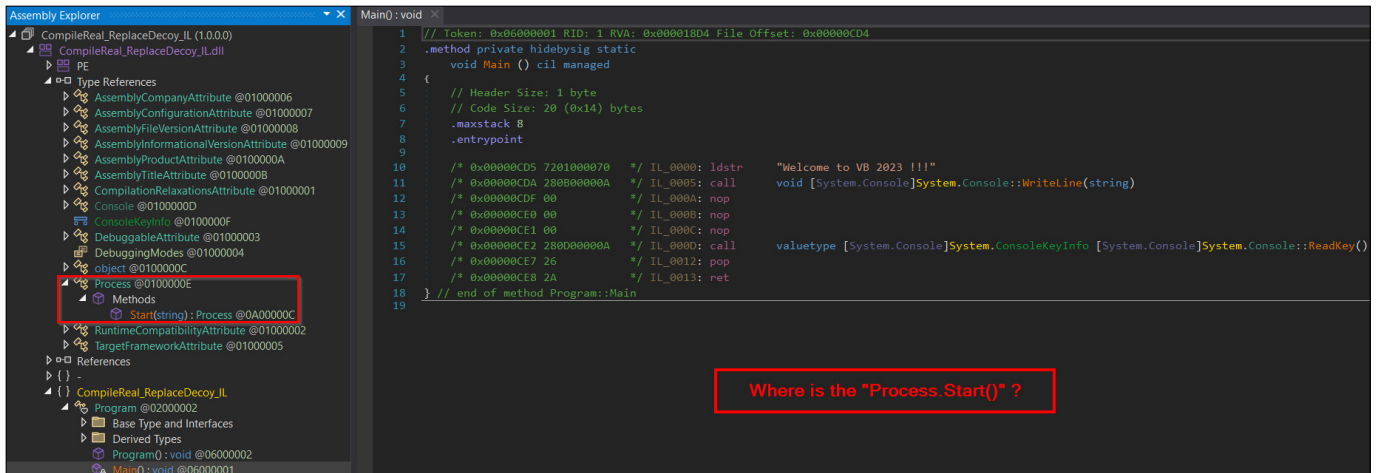 Assembly Explorer
CompileReal_ReplaceDecoy_IL (1.0.0.0)
CompileReal_ReplaceDecoy_IL.dll
PE
Type References
AssemblyCompanyAttribute @01000006
AssemblyConfigurationAttribute @01000007
AssemblyFileVersionAttribute @01000008
AssemblyInformationalVersionAttribute @01000009
AssemblyProductAttribute @0100000A
AssemblyTitleAttribute @0100000B
CompilationRelaxationsAttribute @01000001
Console @0100000D
ConsoleKeyInfo @0100000F
DebuggableAttribute @01000003
DebuggingModes @01000004
object @0100000C
Process @0100000E
Methods
Start(string) : Process @0A00000C
RuntimeCompatibilityAttribute @01000002
TargetFrameworkAttribute @01000005
References
{ } -
{ } CompileReal_ReplaceDecoy_IL
Program @02000002
Base Type and Interfaces
Derived Types
Program() : void @06000002
Main() : void @06000001
Main() : void
1 // Token: 0x06000001 RID: 1 RVA: 0x000018D4 File Offset: 0x00000CD4
2 .method private hidebysig static
3 void Main () cil managed
4 {
5 // Header Size: 1 byte
6 // Code Size: 20 (0x14) bytes
7 .maxstack 8
8 .entrypoint
9
10 /* 0x00000CD5 7201000070 */ IL_0000: ldstr "Welcome to VB 2023 !!!"
11 /* 0x00000CDA 280B00000A */ IL_0005: call void [System.Console]System.Console::WriteLine(string)
12 /* 0x00000CDF 00 */ IL_000A: nop
13 /* 0x00000CE0 00 */ IL_000B: nop
14 /* 0x00000CE1 00 */ IL_000C: nop
15 /* 0x00000CE2 280D00000A */ IL_000D: call valuetype [System.Console]System.ConsoleKeyInfo [System.Console]System.Console::ReadKey()
16 /* 0x00000CE7 26 */ IL_0012: pop
17 /* 0x00000CE8 2A */ IL_0013: ret
18 } // end of method Program::Main
19
Where is the "Process.Start()" ?